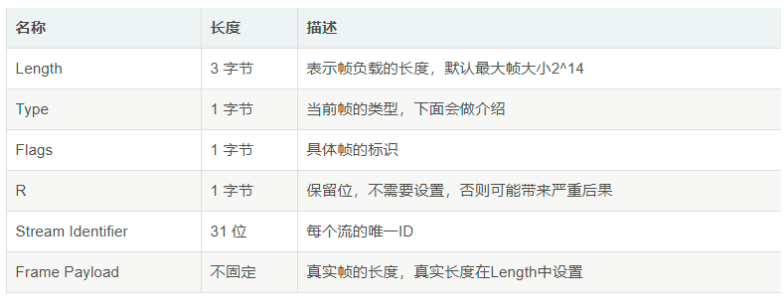 名称 长度 描述
Length 3 字节 表示帧负载的长度，默认最大帧大小2^14
Type 1 字节 当前帧的类型，下面会做介绍
Flags 1 字节 具体帧的标识
R 1 字节 保留位，不需要设置，否则可能带来严重后果
Stream Identifier 31 位 每个流的唯一ID
Frame Payload 不固定 真实帧的长度，真实长度在Length中设置